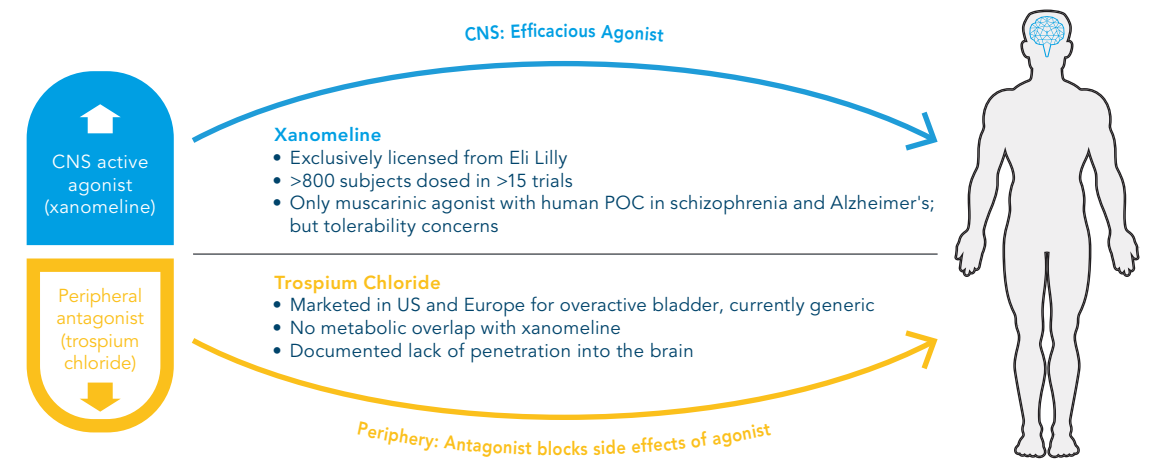 CNS: Efficacious Agonist
CNS active
agonist
(xanomeline)
Xanomeline
• Exclusively licensed from Eli Lilly
• >800 subjects dosed in >15 trials
• Only muscarinic agonist with human POC in schizophrenia and Alzheimer's;
but tolerability concerns
Peripheral
antagonist
(trospium
chloride)
Trospium Chloride
• Marketed in US and Europe for overactive bladder, currently generic
• No metabolic overlap with xanomeline
• Documented lack of penetration into the brain
Periphery: Antagonist blocks side effects of agonist